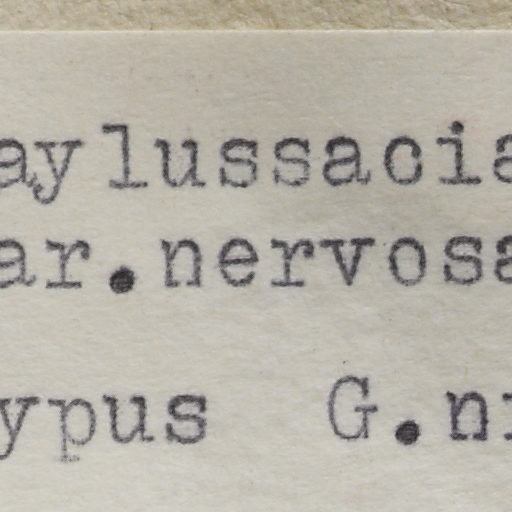 aylussacia
ar.nervosa
ypus G.n